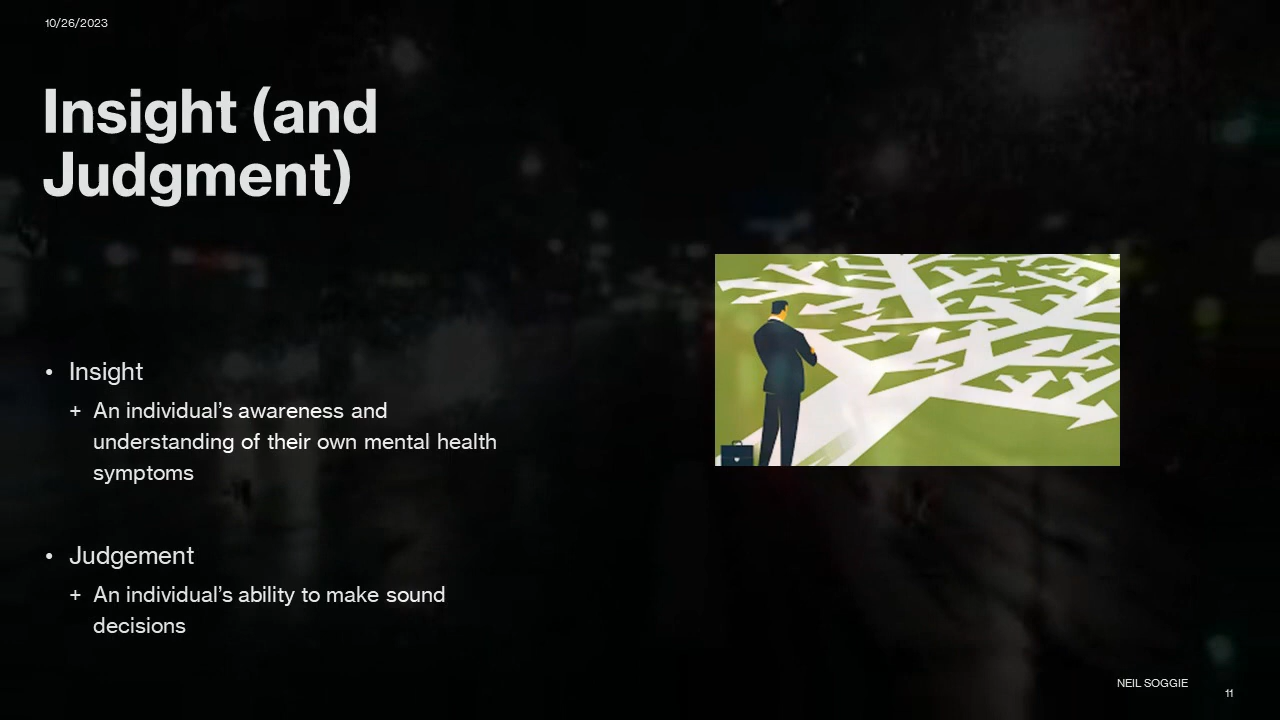 10/26/2023
Insight (and
Judgment)
• Insight
+ An individual’s awareness and
understanding of their own mental health
symptoms
• Judgement
+ An individual’s ability to make sound
decisions
NEIL SOGGIE
11